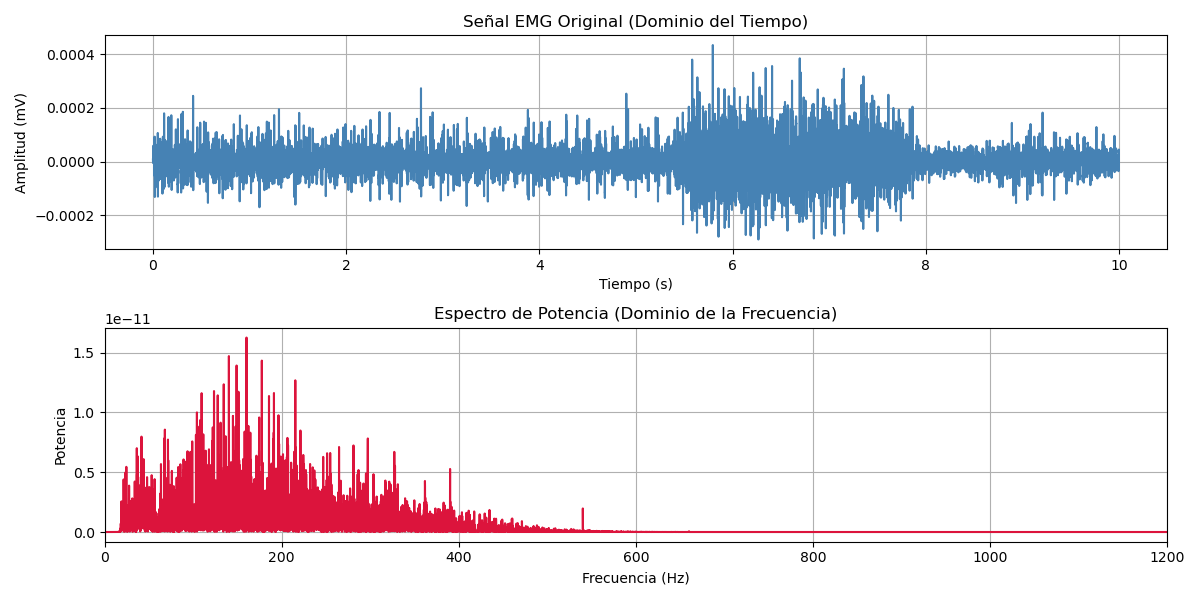 Señal EMG Original (Dominio del Tiempo)
0.0004
0.0002
0.0000
−0.0002
Amplitud (mV)
0 2 4 6 8 10
Tiempo (s)
Espectro de Potencia (Dominio de la Frecuencia)
1e−11
1.5
1.0
0.5
0.0
Potencia
0 200 400 600 800 1000 1200
Frecuencia (Hz)